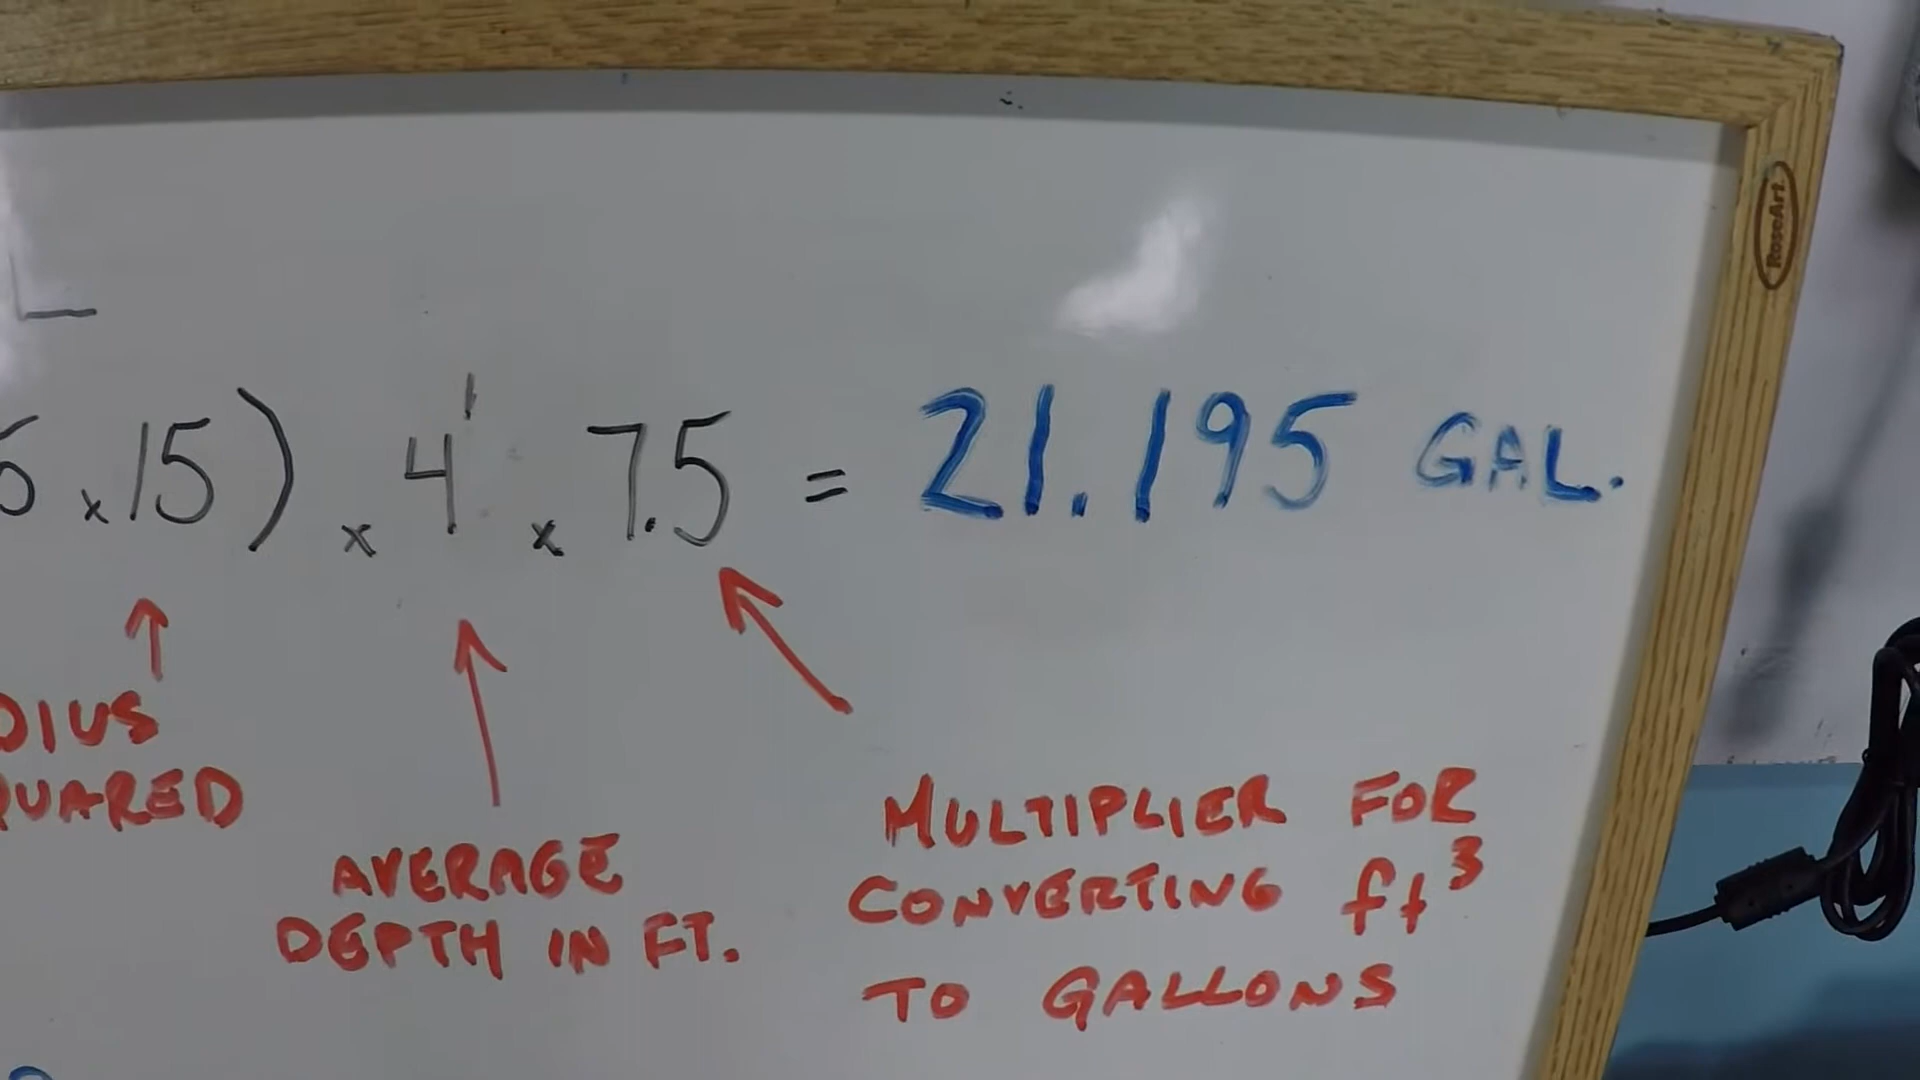 L
5 x 15) x 4' x 7.5 = 21.195 GAL.
DIUS
QUARED
AVERAGE
DEPTH IN FT.
MULTIPLIER FOR
CONVERTING ft³
TO GALLONS
RoseArt